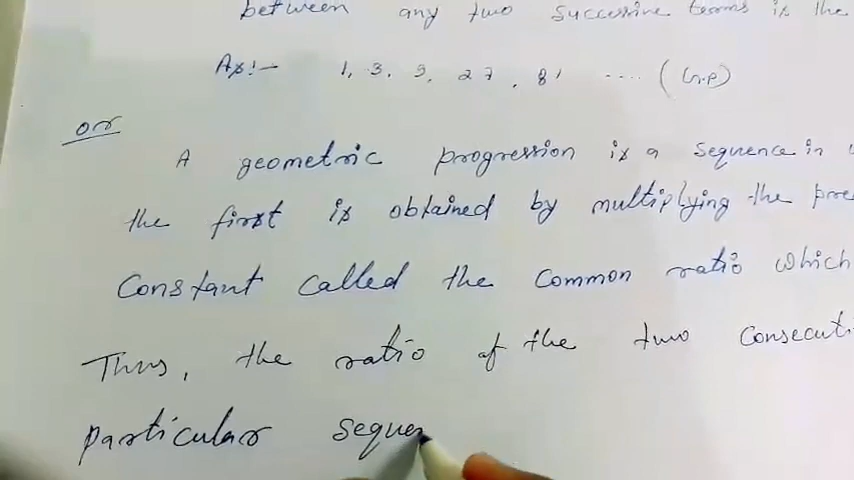 between any two successive terms is the
Ex:- 1, 3, 9, 27, 81 .... (G.P)
or
A geometric progression is a sequence in
the first is obtained by multiplying the pre
Constant called the common ratio which
Thus, the ratio of the two consecuti
particular seque